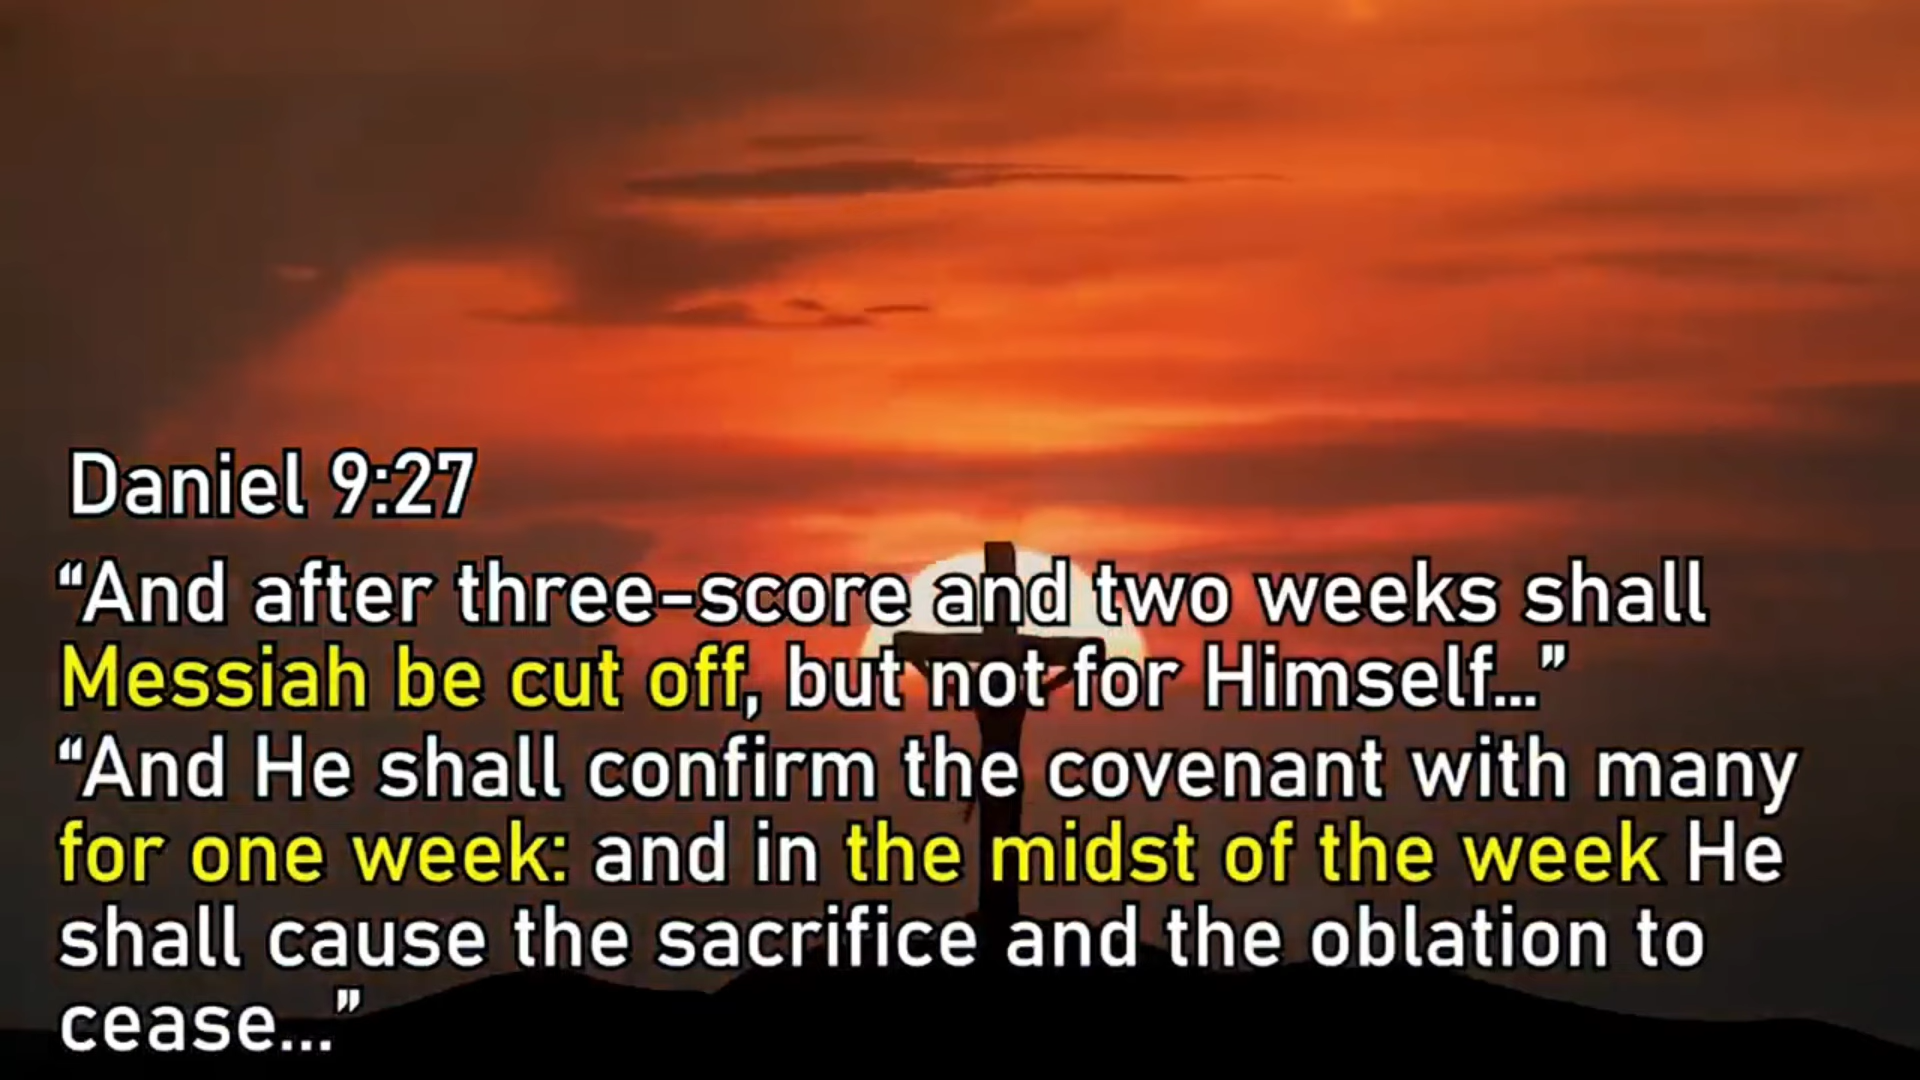 Daniel 9:27
“And after three-score and two weeks shall
Messiah be cut off, but not for Himself...”
“And He shall confirm the covenant with many
for one week: and in the midst of the week He
shall cause the sacrifice and the oblation to
cease...”